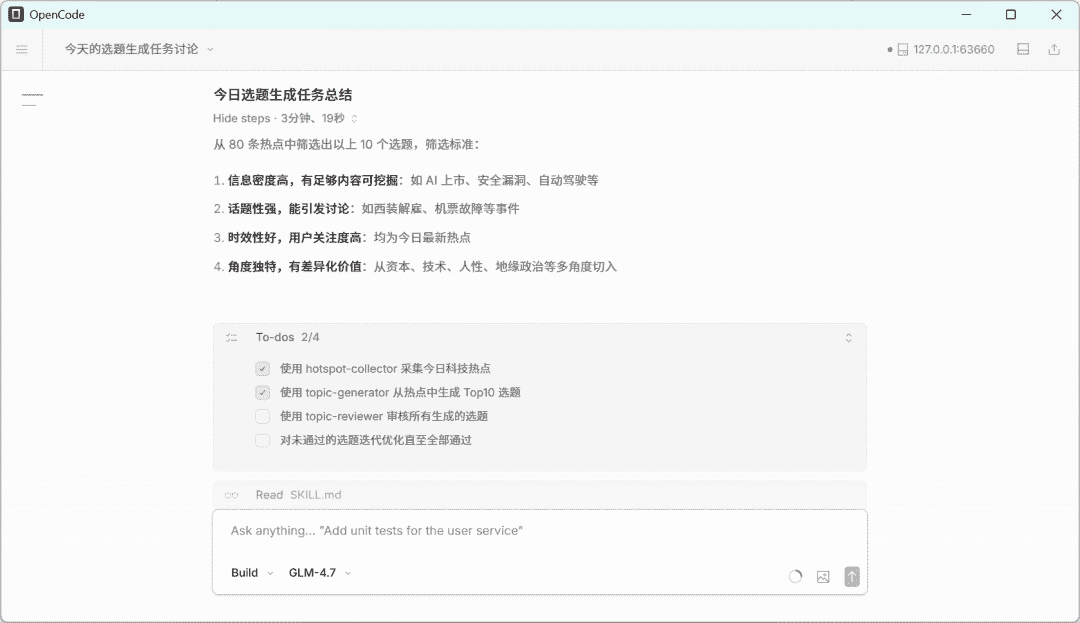 OpenCode
今天的选题生成任务讨论
127.0.0.1:63660
今日选题生成任务总结
Hide steps · 3分钟、19秒
从 80 条热点中筛选出以上 10 个选题，筛选标准：
1. 信息密度高，有足够内容可挖掘：如 AI 上市、安全漏洞、自动驾驶等
2. 话题性强，能引发讨论：如西装解雇、机票故障等事件
3. 时效性好，用户关注度高：均为今日最新热点
4. 角度独特，有差异化价值：从资本、技术、人性、地缘政治等多角度切入
To-dos 2/4
使用 hotspot-collector 采集今日科技热点
使用 topic-generator 从热点中生成 Top10 选题
使用 topic-reviewer 审核所有生成的选题
对未通过的选题迭代优化直至全部通过
Read SKILL.md
Ask anything... "Add unit tests for the user service"
Build GLM-4.7